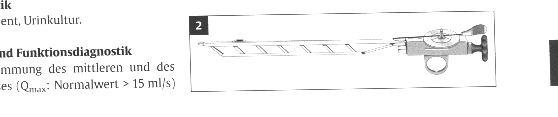 ik
ent, Urinkultur.
nd Funktionsdiagnostik
mmung des mittleren und des
es (Qmax: Normalwert > 15 ml/s)
2